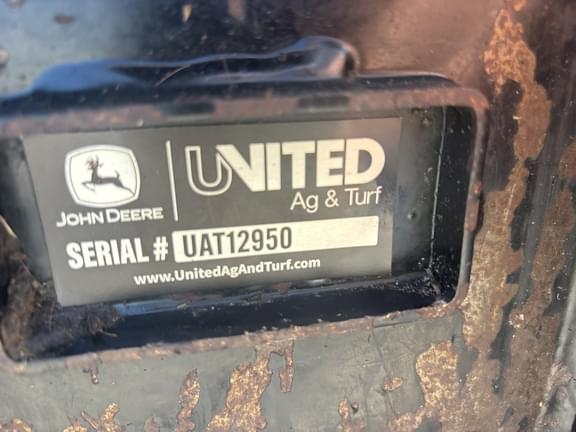 JOHN DEERE
UNITED
Ag & Turf
SERIAL # UAT12950
www.UnitedAgAndTurf.com